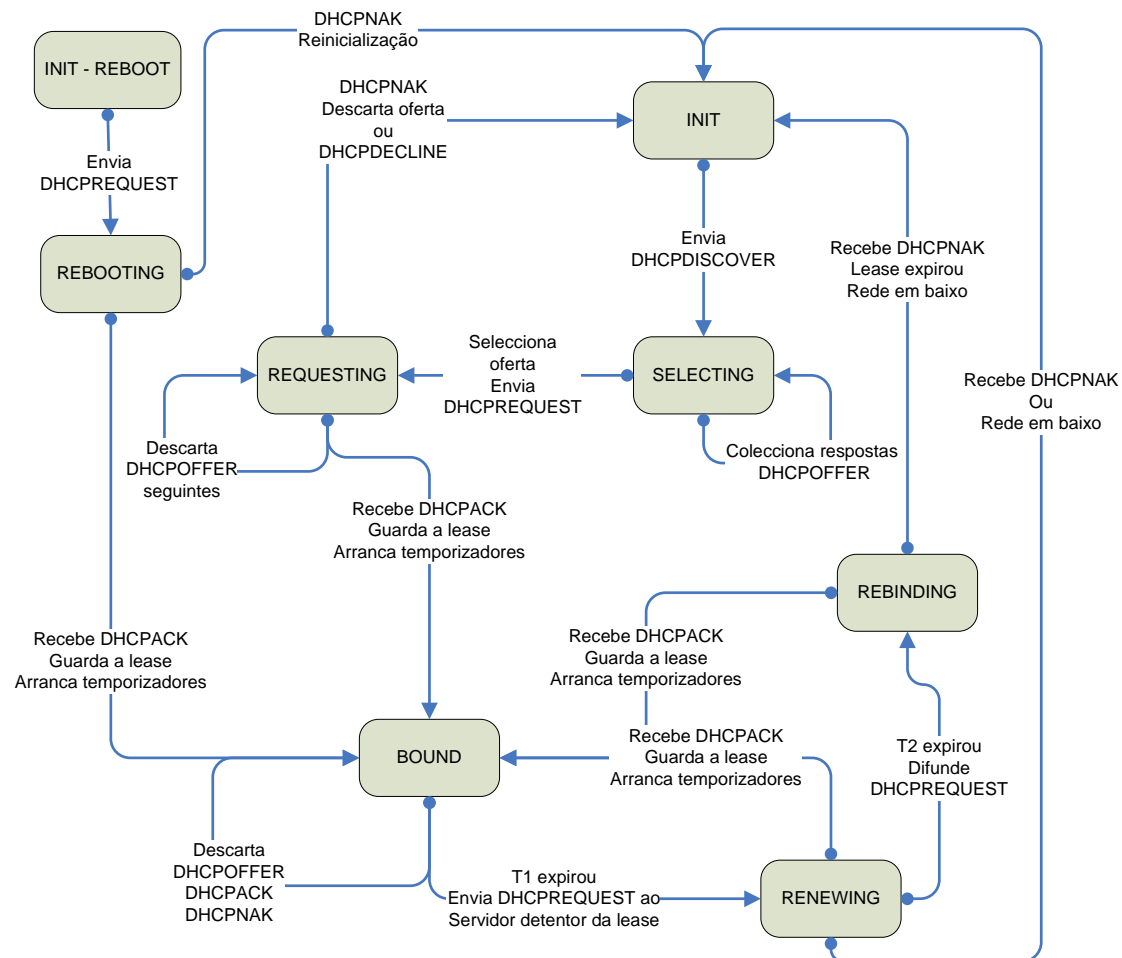 DHCPNAK
Reinicialização
INIT - REBOOT
DHCPNAK
Descarta oferta
ou
DHCPDECLINE
INIT
Envia
DHCPREQUEST
REBOOTING
Envia
DHCPDISCOVER
Recebe DHCPNAK
Lease expirou
Rede em baixo
REQUESTING
Selecciona
oferta
Envia
DHCPREQUEST
SELECTING
Recebe DHCPNAK
Ou
Rede em baixo
Descarta
DHCPOFFER
seguintes
Colecciona respostas
DHCPOFFER
Recebe DHCPACK
Guarda a lease
Arranca temporizadores
REBINDING
Recebe DHCPACK
Guarda a lease
Arranca temporizadores
Recebe DHCPACK
Guarda a lease
Arranca temporizadores
BOUND
Recebe DHCPACK
Guarda a lease
Arranca temporizadores
T2 expirou
Difunde
DHCPREQUEST
Descarta
DHCPOFFER
DHCPACK
DHCPNAK
T1 expirou
Envia DHCPREQUEST ao
Servidor detentor da lease
RENEWING